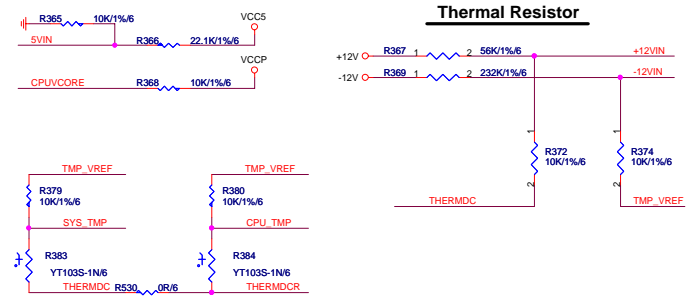 Thermal Resistor
R365 10K/1%/6
VCC5
5VIN R366 22.1K/1%/6
VCCP
CPUVCORE R368 10K/1%/6
+12V R367 1 2 56K/1%/6 +12VIN
-12V R369 1 2 232K/1%/6 -12VIN
1 1
R372 R374
10K/1%/6 10K/1%/6
2 2
THERMDC TMP_VREF
TMP_VREF TMP_VREF
R379 R380
10K/1%/6 10K/1%/6
SYS_TMP CPU_TMP
R383 R384
YT103S-1N/6 YT103S-1N/6
THERMDC R530 0R/6 THERMDCR